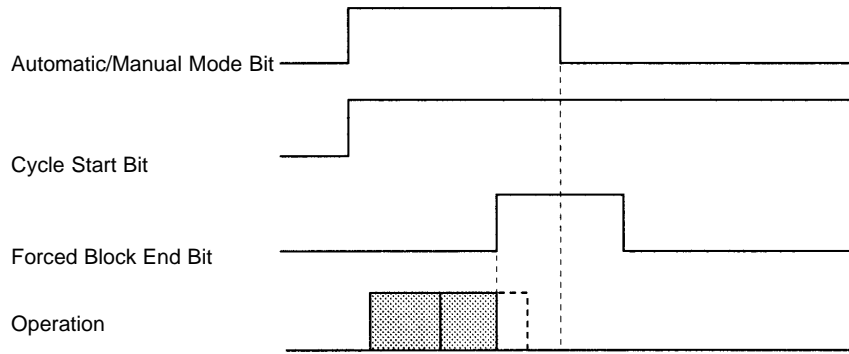 Automatic/Manual Mode Bit
Cycle Start Bit
Forced Block End Bit
Operation